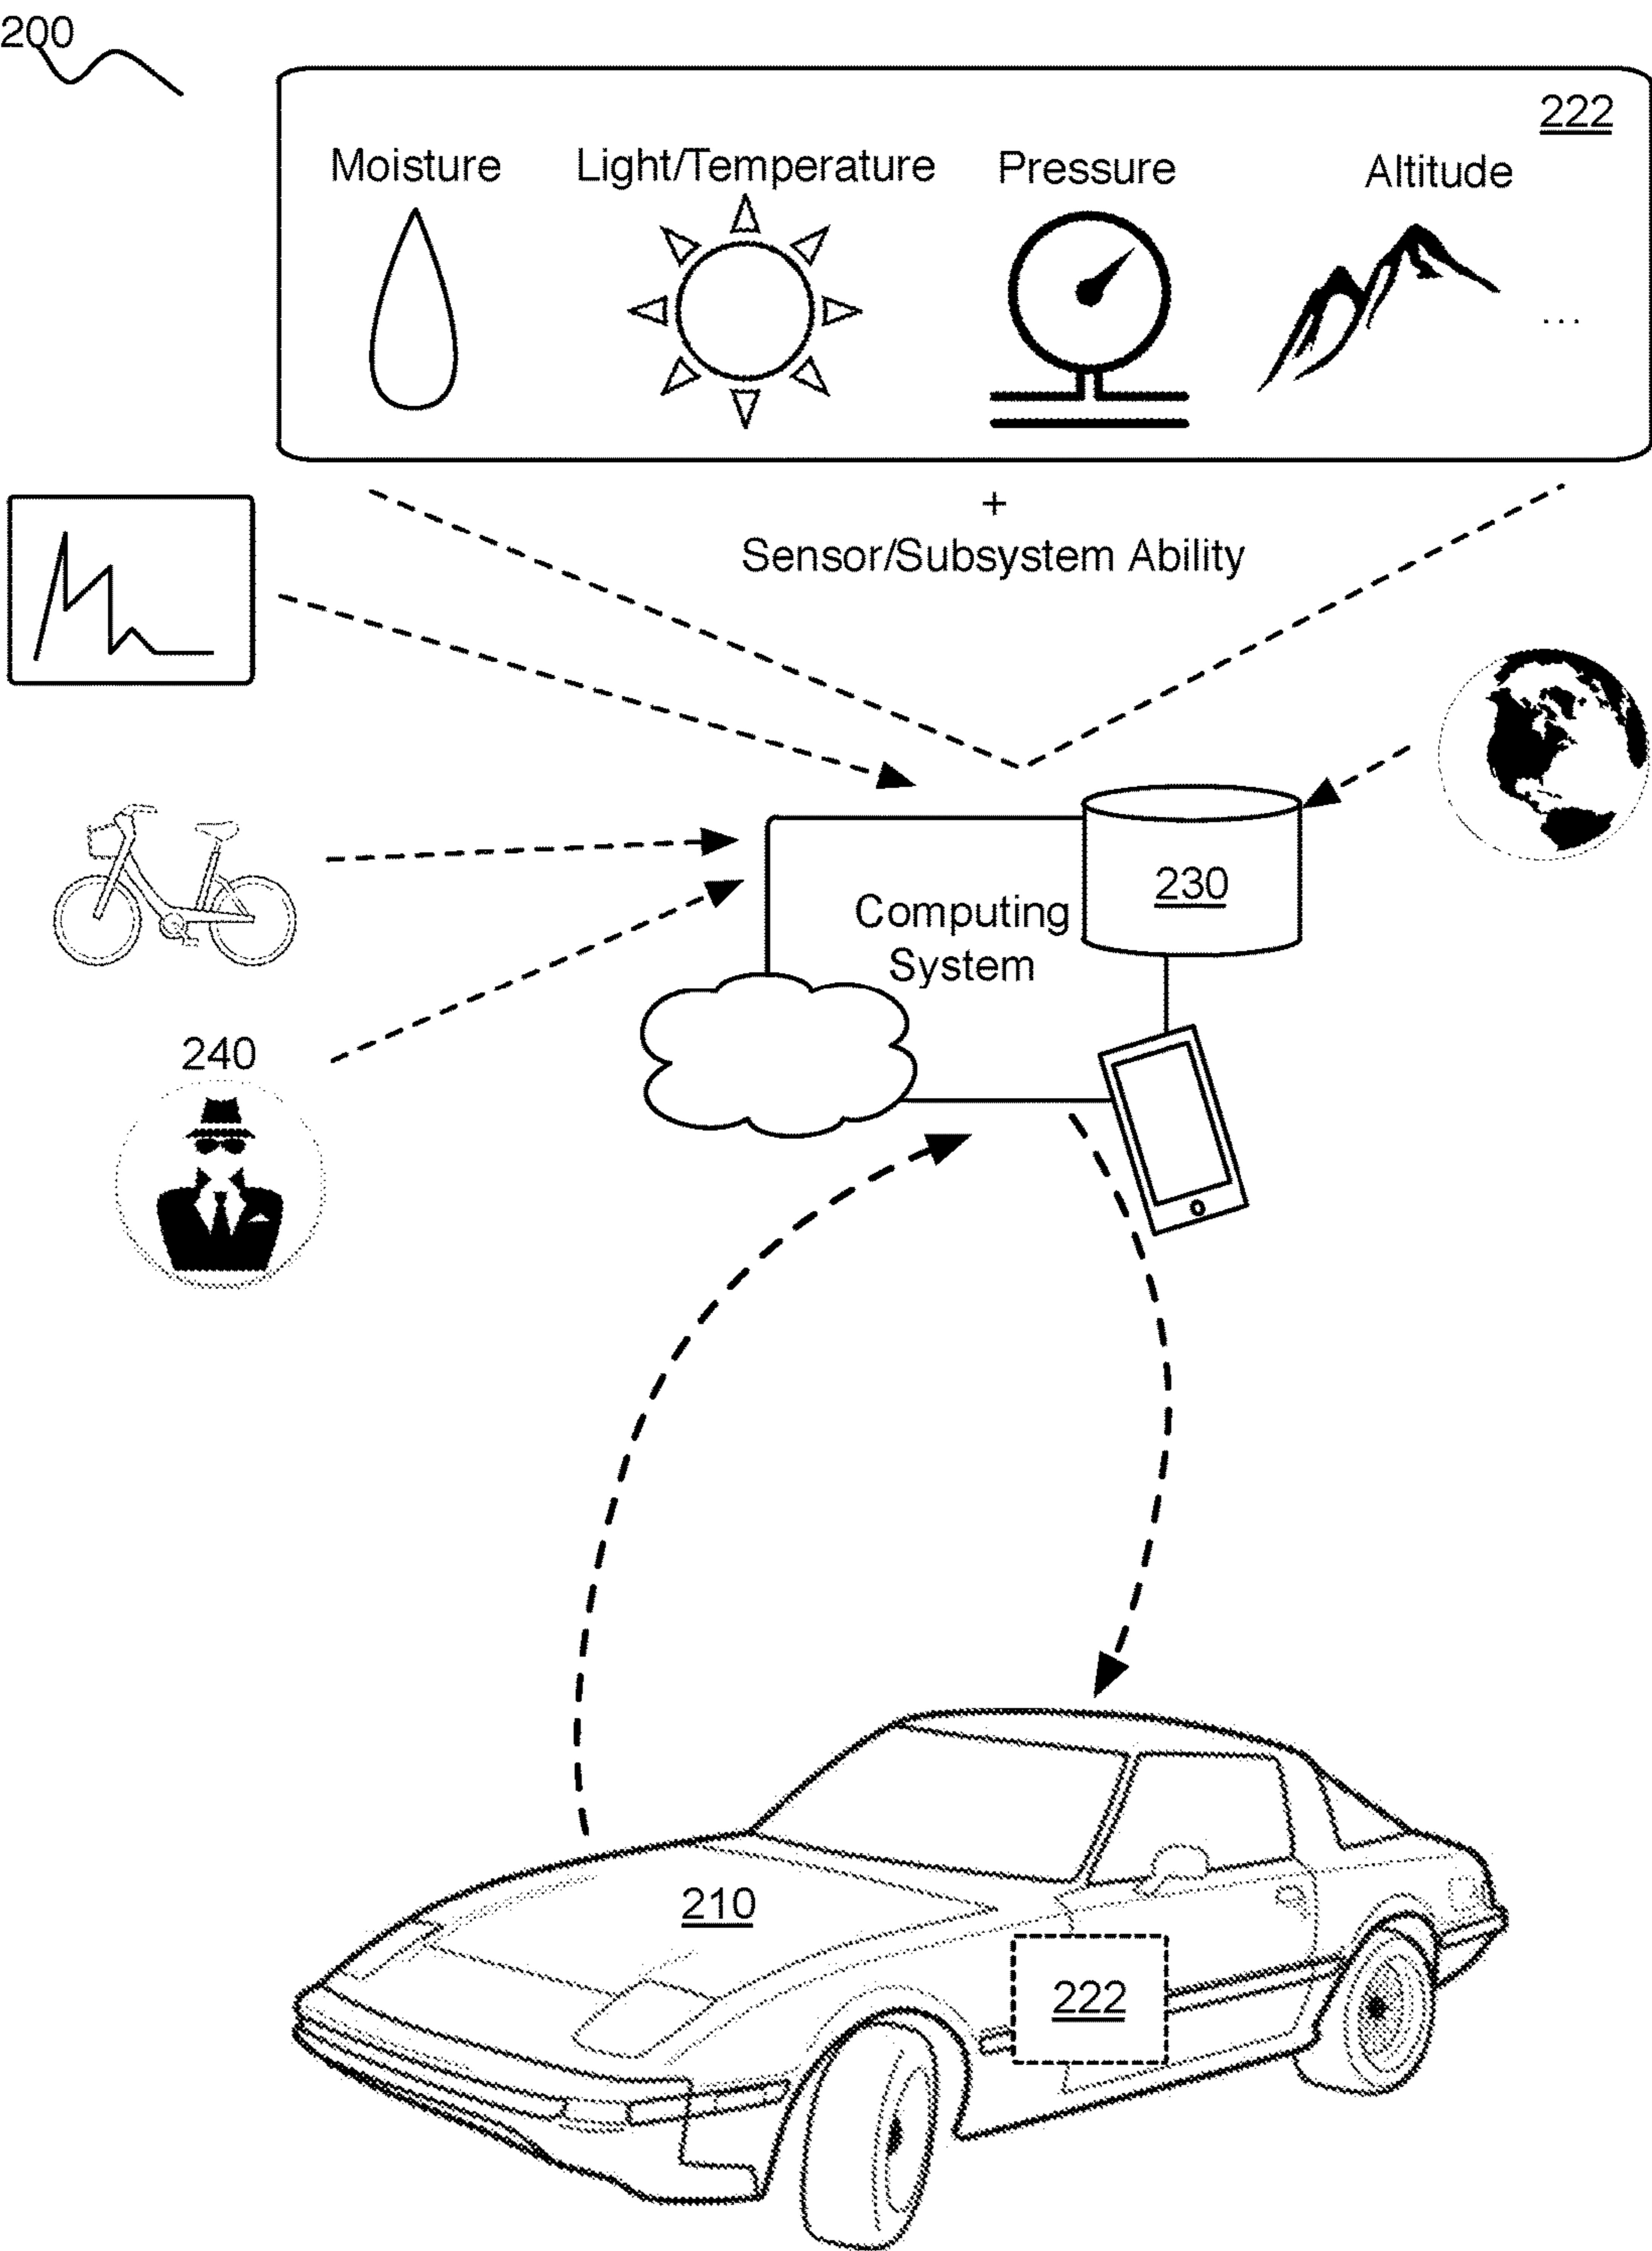 200
222
Moisture
Light/Temperature
Pressure
Altitude
...
+
Sensor/Subsystem Ability
230
Computing
System
240
210
222